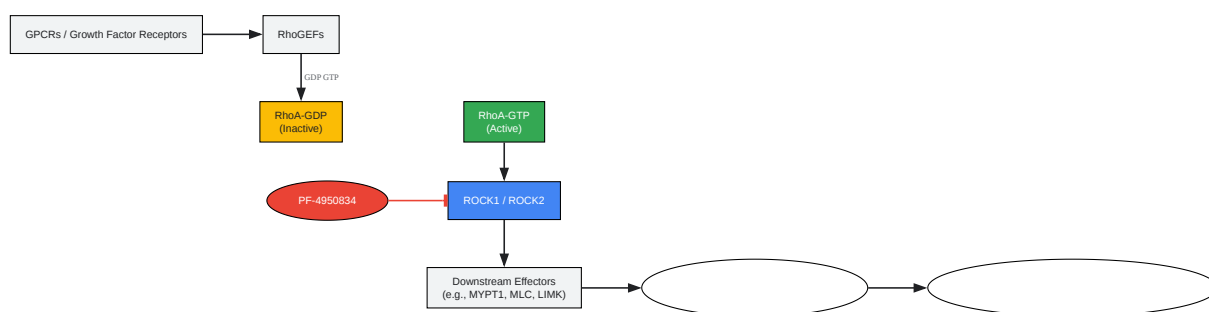 GPCRs / Growth Factor Receptors
RhoGEFs
GDP GTP
RhoA-GDP
(Inactive)
RhoA-GTP
(Active)
PF-4950834
ROCK1 / ROCK2
Downstream Effectors
(e.g., MYPT1, MLC, LIMK)